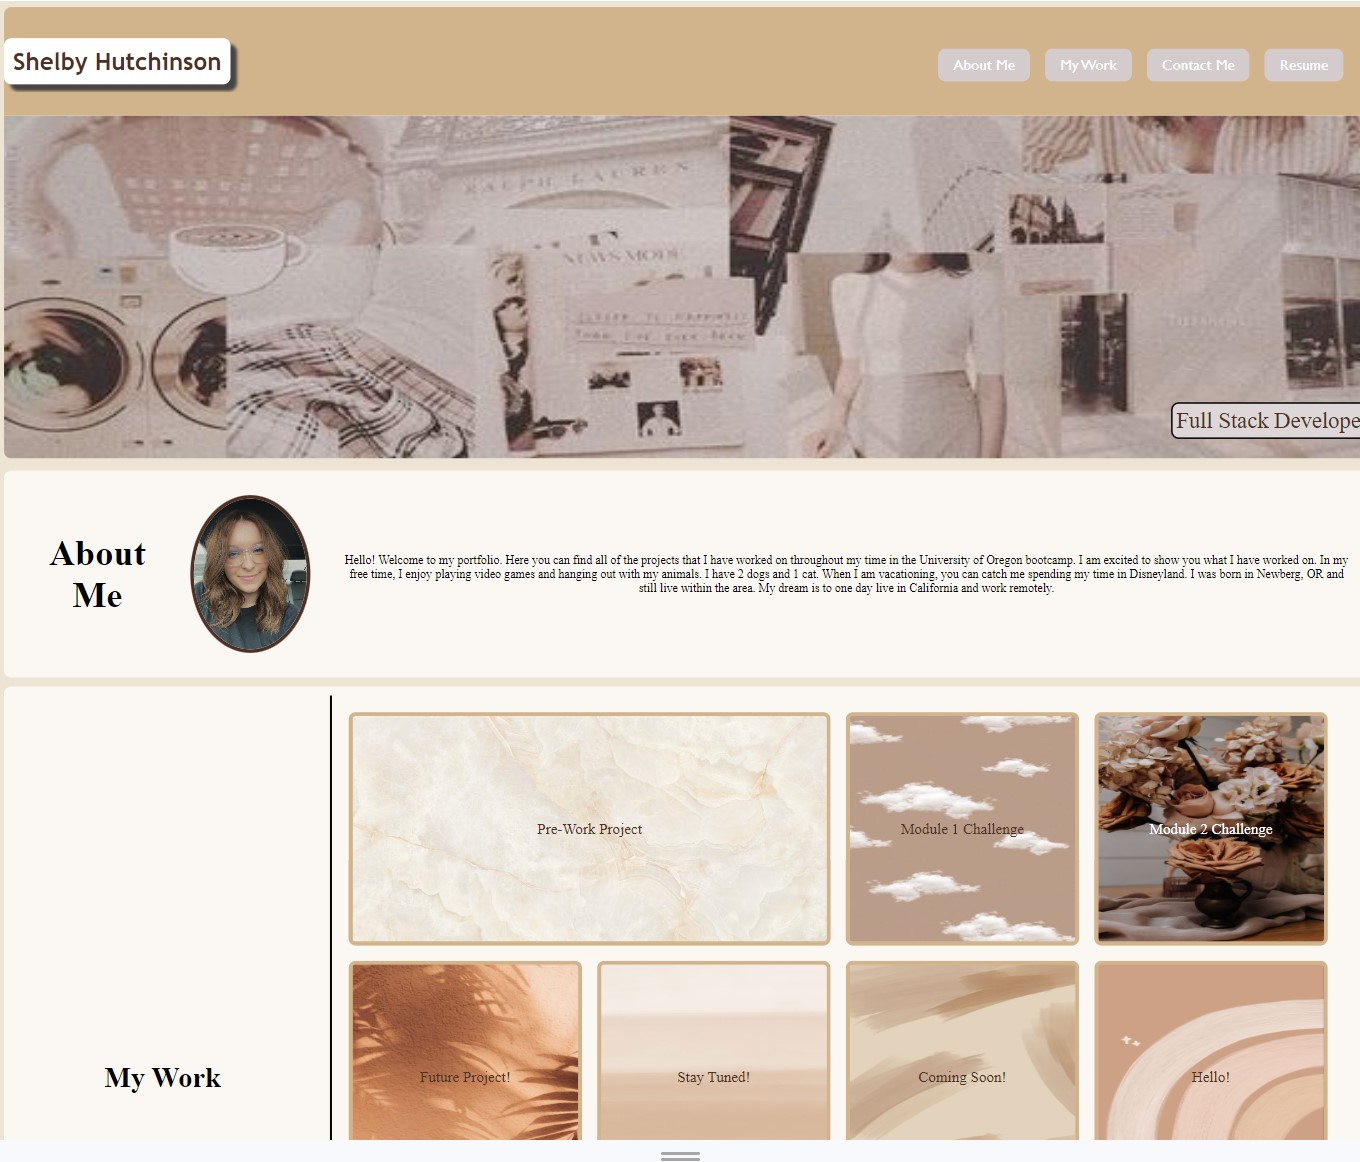 Shelby Hutchinson
About Me
My Work
Contact Me
Resume
RALPH LAUREN
Full Stack Develope
About
Me
Hello! Welcome to my portfolio. Here you can find all of the projects that I have worked on throughout my time in the University of Oregon bootcamp. I am excited to show you what I have worked on. In my
free time, I enjoy playing video games and hanging out with my animals. I have 2 dogs and 1 cat. When I am vacationing, you can catch me spending my time in Disneyland. I was born in Newberg, OR and
still live within the area. My dream is to one day live in California and work remotely.
Pre-Work Project
Module 1 Challenge
Module 2 Challenge
My Work
Future Project!
Stay Tuned!
Coming Soon!
Hello!